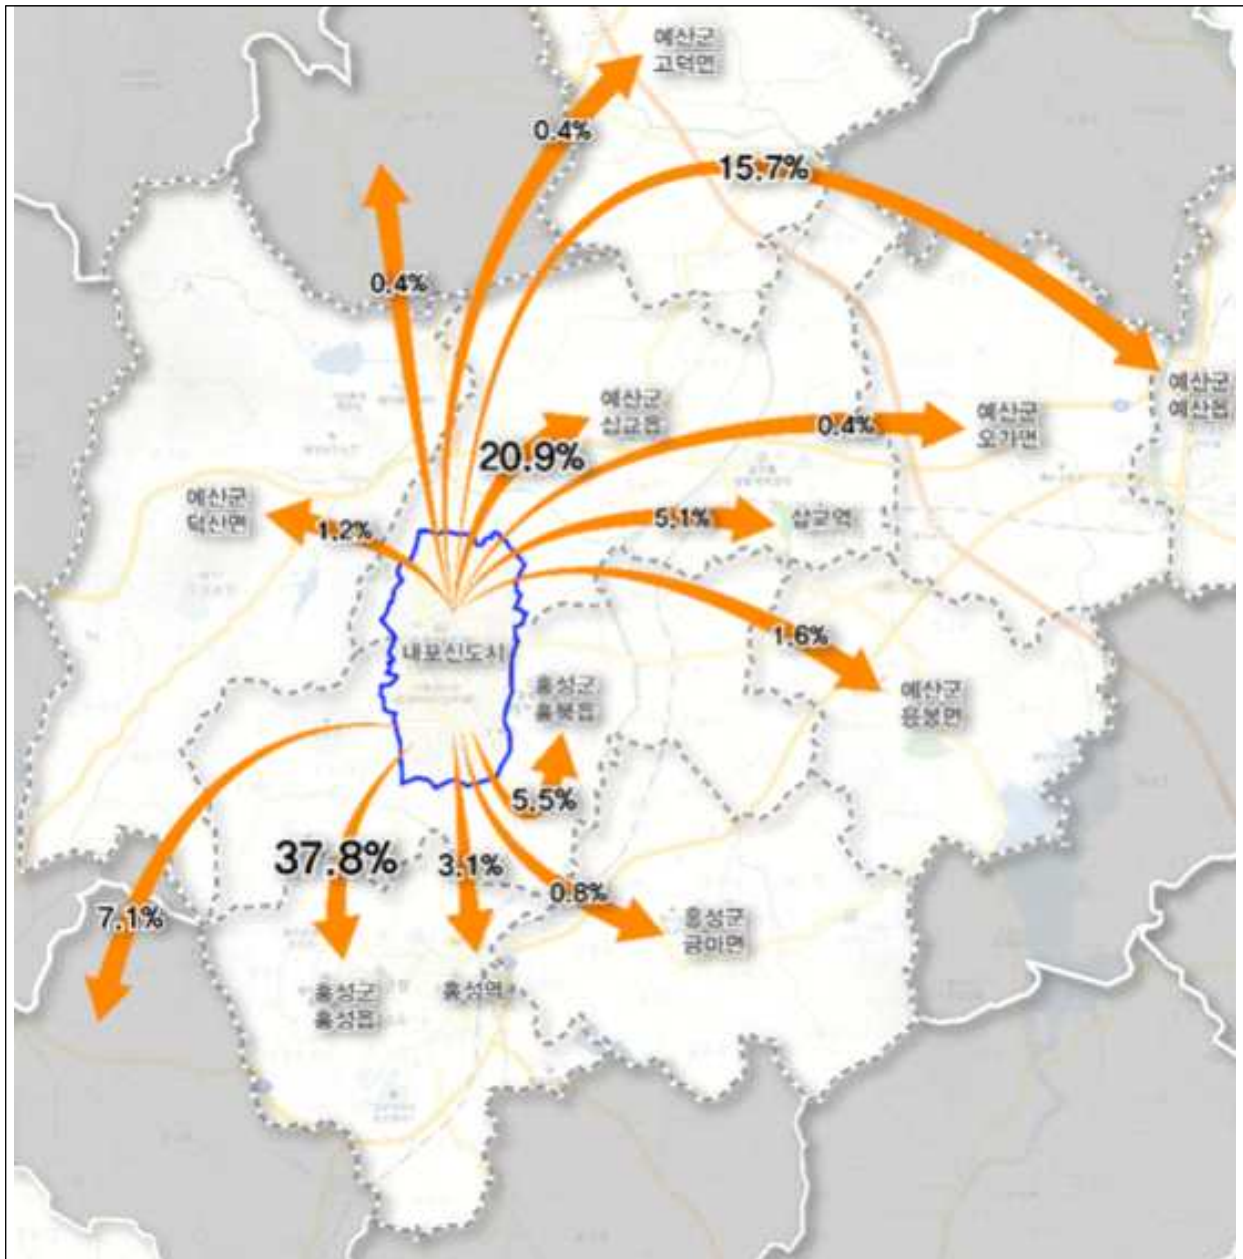 예산군
고덕면
0.4%
15.7%
0.4%
예산군
예산읍
예산군
삽교읍
예산군
오가면
0.4%
20.9%
예산군
덕산면
1.2%
5.1%
삽교역
1.6%
내포신도시
홍성군
홍북읍
예산군
응봉면
5.5%
37.8%
3.1%
0.8%
7.1%
홍성군
금마면
홍성군
홍성읍
홍성역